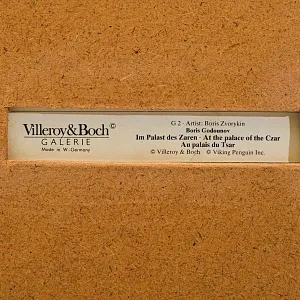 Villeroy&Boch©
GALERIE
Made in W.-Germany
G 2 · Artist: Boris Zvorykin
Boris Godounov
Im Palast des Zaren · At the palace of the Czar
Au palais du Tsar
© Villeroy & Boch © Viking Penguin Inc.